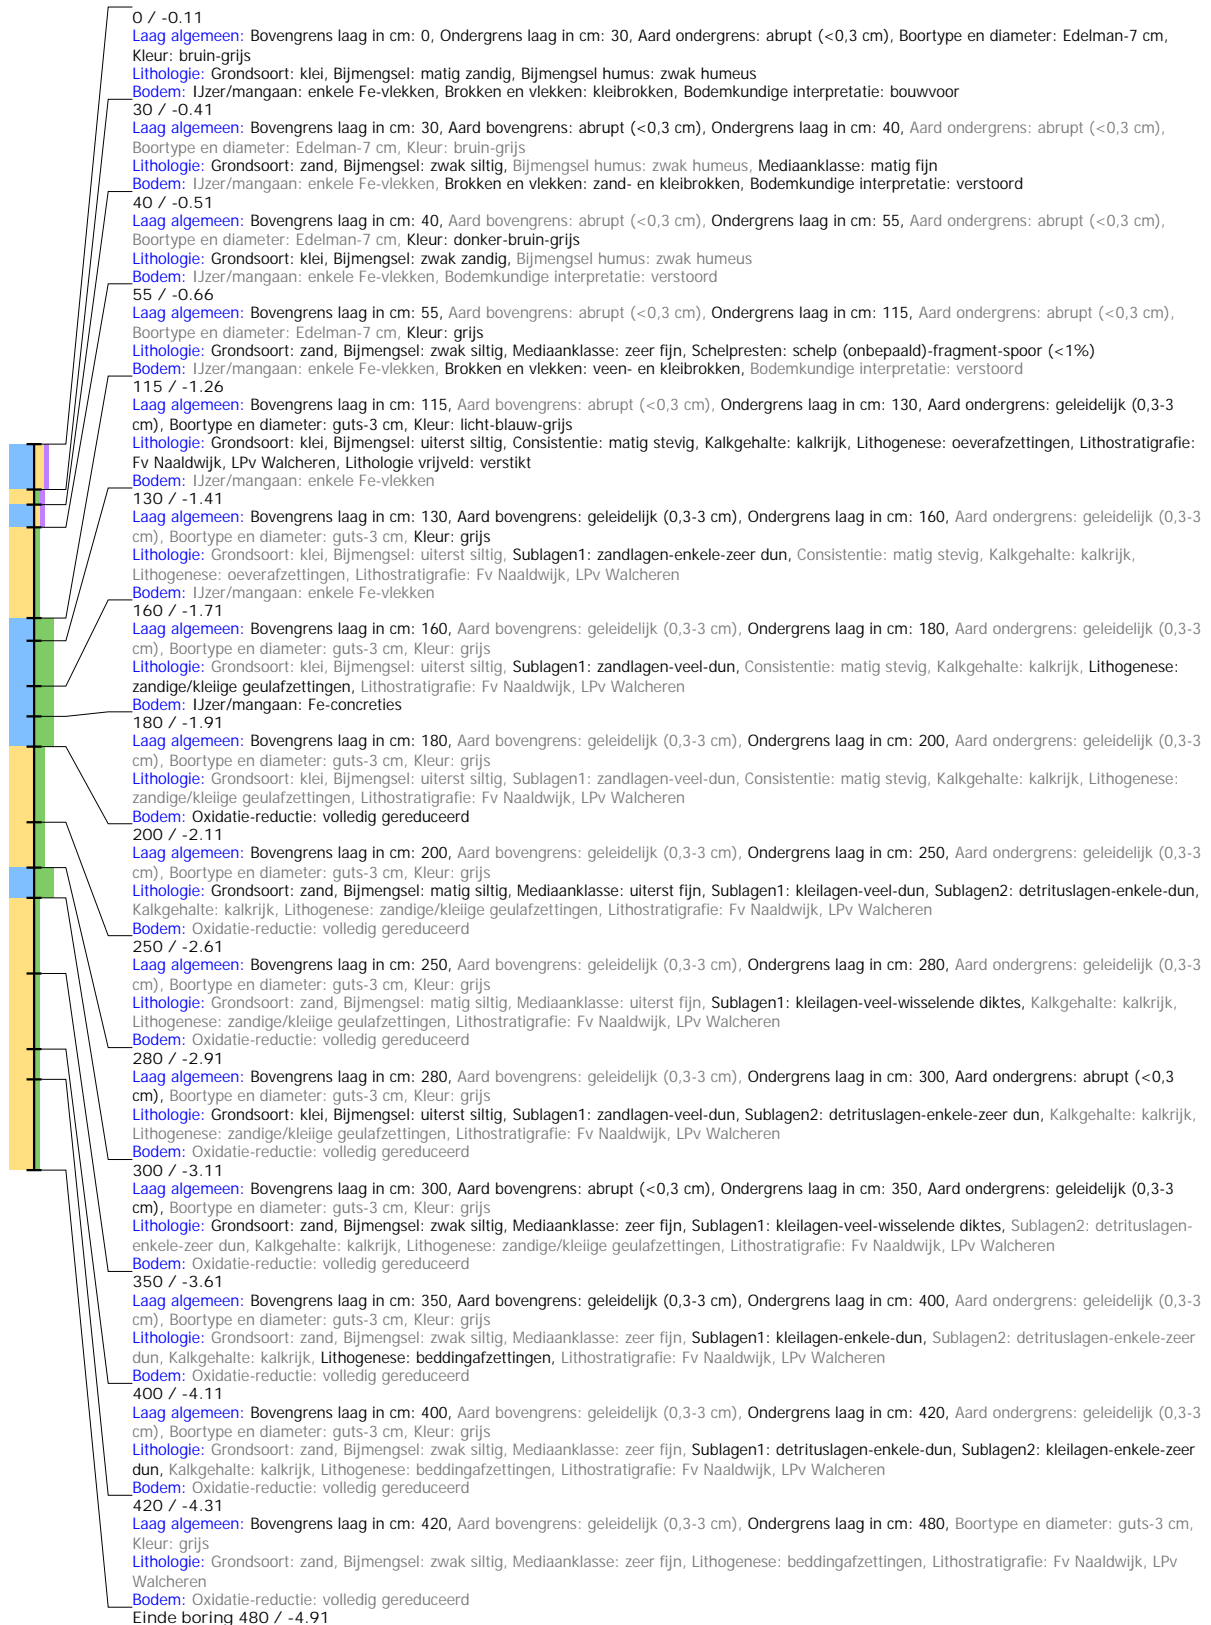 0 / -0.11
Laag algemeen: Bovengrens laag in cm: 0, Ondergrens laag in cm: 30, Aard ondergrens: abrupt (<0,3 cm), Boortype en diameter: Edelman-7 cm,
Kleur: bruin-grijs
Lithologie: Grondsoort: klei, Bijmengsel: matig zandig, Bijmengsel humus: zwak humeus
Bodem: IJzer/mangaan: enkele Fe-vlekken, Brokken en vlekken: kleibrokken, Bodemkundige interpretatie: bouwvoor
30 / -0.41
Laag algemeen: Bovengrens laag in cm: 30, Aard bovengrens: abrupt (<0,3 cm), Ondergrens laag in cm: 40, Aard ondergrens: abrupt (<0,3 cm),
Boortype en diameter: Edelman-7 cm, Kleur: bruin-grijs
Lithologie: Grondsoort: zand, Bijmengsel: zwak siltig, Bijmengsel humus: zwak humeus, Mediaanklasse: matig fijn
Bodem: IJzer/mangaan: enkele Fe-vlekken, Brokken en vlekken: zand- en kleibrokken, Bodemkundige interpretatie: verstoord
40 / -0.51
Laag algemeen: Bovengrens laag in cm: 40, Aard bovengrens: abrupt (<0,3 cm), Ondergrens laag in cm: 55, Aard ondergrens: abrupt (<0,3 cm),
Boortype en diameter: Edelman-7 cm, Kleur: donker-bruin-grijs
Lithologie: Grondsoort: klei, Bijmengsel: zwak zandig, Bijmengsel humus: zwak humeus
Bodem: IJzer/mangaan: enkele Fe-vlekken, Bodemkundige interpretatie: verstoord
55 / -0.66
Laag algemeen: Bovengrens laag in cm: 55, Aard bovengrens: abrupt (<0,3 cm), Ondergrens laag in cm: 115, Aard ondergrens: abrupt (<0,3 cm),
Boortype en diameter: Edelman-7 cm, Kleur: grijs
Lithologie: Grondsoort: zand, Bijmengsel: zwak siltig, Mediaanklasse: zeer fijn, Schelpresten: schelp (onbepaald)-fragment-spoor (<1%)
Bodem: IJzer/mangaan: enkele Fe-vlekken, Brokken en vlekken: veen- en kleibrokken, Bodemkundige interpretatie: verstoord
115 / -1.26
Laag algemeen: Bovengrens laag in cm: 115, Aard bovengrens: abrupt (<0,3 cm), Ondergrens laag in cm: 130, Aard ondergrens: geleidelijk (0,3-3
cm), Boortype en diameter: guts-3 cm, Kleur: licht-blauw-grijs
Lithologie: Grondsoort: klei, Bijmengsel: uiterst siltig, Consistentie: matig stevig, Kalkgehalte: kalkrijk, Lithogenese: oeverafzettingen, Lithostratigrafie:
Fv Naaldwijk, LPv Walcheren, Lithologie vrijveld: verstikt
Bodem: IJzer/mangaan: enkele Fe-vlekken
130 / -1.41
Laag algemeen: Bovengrens laag in cm: 130, Aard bovengrens: geleidelijk (0,3-3 cm), Ondergrens laag in cm: 160, Aard ondergrens: geleidelijk (0,3-3
cm), Boortype en diameter: guts-3 cm, Kleur: grijs
Lithologie: Grondsoort: klei, Bijmengsel: uiterst siltig, Sublagen1: zandlagen-enkele-zeer dun, Consistentie: matig stevig, Kalkgehalte: kalkrijk,
Lithogenese: oeverafzettingen, Lithostratigrafie: Fv Naaldwijk, LPv Walcheren
Bodem: IJzer/mangaan: enkele Fe-vlekken
160 / -1.71
Laag algemeen: Bovengrens laag in cm: 160, Aard bovengrens: geleidelijk (0,3-3 cm), Ondergrens laag in cm: 180, Aard ondergrens: geleidelijk (0,3-3
cm), Boortype en diameter: guts-3 cm, Kleur: grijs
Lithologie: Grondsoort: klei, Bijmengsel: uiterst siltig, Sublagen1: zandlagen-veel-dun, Consistentie: matig stevig, Kalkgehalte: kalkrijk, Lithogenese:
zandige/kleiige geulafzettingen, Lithostratigrafie: Fv Naaldwijk, LPv Walcheren
Bodem: IJzer/mangaan: Fe-concreties
180 / -1.91
Laag algemeen: Bovengrens laag in cm: 180, Aard bovengrens: geleidelijk (0,3-3 cm), Ondergrens laag in cm: 200, Aard ondergrens: geleidelijk (0,3-3
cm), Boortype en diameter: guts-3 cm, Kleur: grijs
Lithologie: Grondsoort: klei, Bijmengsel: uiterst siltig, Sublagen1: zandlagen-veel-dun, Consistentie: matig stevig, Kalkgehalte: kalkrijk, Lithogenese:
zandige/kleiige geulafzettingen, Lithostratigrafie: Fv Naaldwijk, LPv Walcheren
Bodem: Oxidatie-reductie: volledig gereduceerd
200 / -2.11
Laag algemeen: Bovengrens laag in cm: 200, Aard bovengrens: geleidelijk (0,3-3 cm), Ondergrens laag in cm: 250, Aard ondergrens: geleidelijk (0,3-3
cm), Boortype en diameter: guts-3 cm, Kleur: grijs
Lithologie: Grondsoort: zand, Bijmengsel: matig siltig, Mediaanklasse: uiterst fijn, Sublagen1: kleilagen-veel-dun, Sublagen2: detrituslagen-enkele-dun,
Kalkgehalte: kalkrijk, Lithogenese: zandige/kleiige geulafzettingen, Lithostratigrafie: Fv Naaldwijk, LPv Walcheren
Bodem: Oxidatie-reductie: volledig gereduceerd
250 / -2.61
Laag algemeen: Bovengrens laag in cm: 250, Aard bovengrens: geleidelijk (0,3-3 cm), Ondergrens laag in cm: 280, Aard ondergrens: geleidelijk (0,3-3
cm), Boortype en diameter: guts-3 cm, Kleur: grijs
Lithologie: Grondsoort: zand, Bijmengsel: matig siltig, Mediaanklasse: uiterst fijn, Sublagen1: kleilagen-veel-wisselende diktes, Kalkgehalte: kalkrijk,
Lithogenese: zandige/kleiige geulafzettingen, Lithostratigrafie: Fv Naaldwijk, LPv Walcheren
Bodem: Oxidatie-reductie: volledig gereduceerd
280 / -2.91
Laag algemeen: Bovengrens laag in cm: 280, Aard bovengrens: geleidelijk (0,3-3 cm), Ondergrens laag in cm: 300, Aard ondergrens: abrupt (<0,3
cm), Boortype en diameter: guts-3 cm, Kleur: grijs
Lithologie: Grondsoort: klei, Bijmengsel: uiterst siltig, Sublagen1: zandlagen-veel-dun, Sublagen2: detrituslagen-enkele-zeer dun, Kalkgehalte: kalkrijk,
Lithogenese: zandige/kleiige geulafzettingen, Lithostratigrafie: Fv Naaldwijk, LPv Walcheren
Bodem: Oxidatie-reductie: volledig gereduceerd
300 / -3.11
Laag algemeen: Bovengrens laag in cm: 300, Aard bovengrens: abrupt (<0,3 cm), Ondergrens laag in cm: 350, Aard ondergrens: geleidelijk (0,3-3
cm), Boortype en diameter: guts-3 cm, Kleur: grijs
Lithologie: Grondsoort: zand, Bijmengsel: zwak siltig, Mediaanklasse: zeer fijn, Sublagen1: kleilagen-veel-wisselende diktes, Sublagen2: detrituslagen-
enkele-zeer dun, Kalkgehalte: kalkrijk, Lithogenese: zandige/kleiige geulafzettingen, Lithostratigrafie: Fv Naaldwijk, LPv Walcheren
Bodem: Oxidatie-reductie: volledig gereduceerd
350 / -3.61
Laag algemeen: Bovengrens laag in cm: 350, Aard bovengrens: geleidelijk (0,3-3 cm), Ondergrens laag in cm: 400, Aard ondergrens: geleidelijk (0,3-3
cm), Boortype en diameter: guts-3 cm, Kleur: grijs
Lithologie: Grondsoort: zand, Bijmengsel: zwak siltig, Mediaanklasse: zeer fijn, Sublagen1: kleilagen-enkele-dun, Sublagen2: detrituslagen-enkele-zeer
dun, Kalkgehalte: kalkrijk, Lithogenese: beddingafzettingen, Lithostratigrafie: Fv Naaldwijk, LPv Walcheren
Bodem: Oxidatie-reductie: volledig gereduceerd
400 / -4.11
Laag algemeen: Bovengrens laag in cm: 400, Aard bovengrens: geleidelijk (0,3-3 cm), Ondergrens laag in cm: 420, Aard ondergrens: geleidelijk (0,3-3
cm), Boortype en diameter: guts-3 cm, Kleur: grijs
Lithologie: Grondsoort: zand, Bijmengsel: zwak siltig, Mediaanklasse: zeer fijn, Sublagen1: detrituslagen-enkele-dun, Sublagen2: kleilagen-enkele-zeer
dun, Kalkgehalte: kalkrijk, Lithogenese: beddingafzettingen, Lithostratigrafie: Fv Naaldwijk, LPv Walcheren
Bodem: Oxidatie-reductie: volledig gereduceerd
420 / -4.31
Laag algemeen: Bovengrens laag in cm: 420, Aard bovengrens: geleidelijk (0,3-3 cm), Ondergrens laag in cm: 480, Boortype en diameter: guts-3 cm,
Kleur: grijs
Lithologie: Grondsoort: zand, Bijmengsel: zwak siltig, Mediaanklasse: zeer fijn, Lithogenese: beddingafzettingen, Lithostratigrafie: Fv Naaldwijk, LPv
Walcheren
Bodem: Oxidatie-reductie: volledig gereduceerd
Einde boring 480 / -4.91